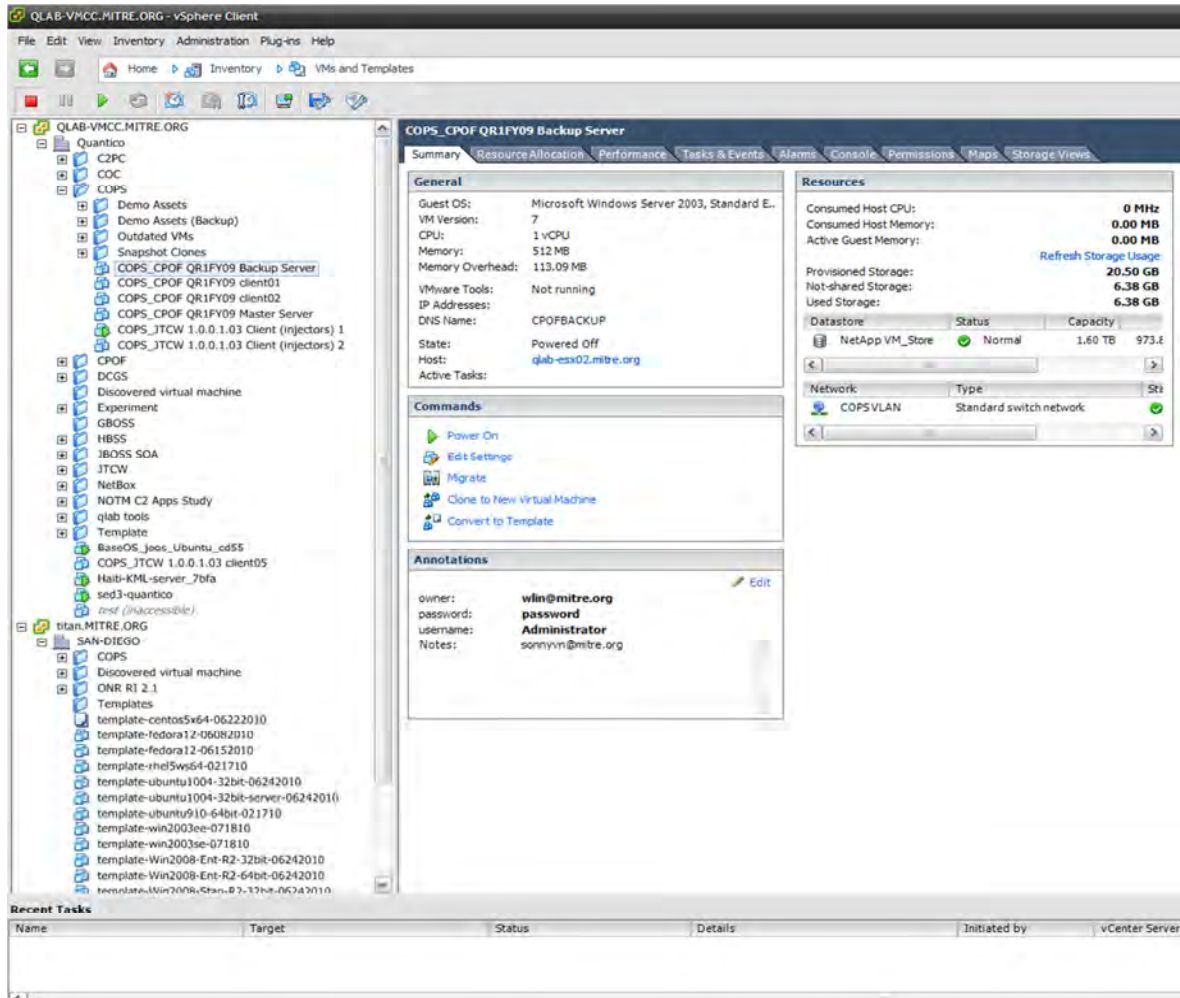 QLAB-VMCC.MITRE.ORG - vSphere Client
File Edit View Inventory Administration Plug-ins Help
Home Inventory VMs and Templates
QLAB-VMCC.MITRE.ORG
Quantico
C2PC
COC
COPS
Demo Assets
Demo Assets (Backup)
Outdated VMs
Snapshot Clones
COPS_CPOF QR1FY09 Backup Server
COPS_CPOF QR1FY09 client01
COPS_CPOF QR1FY09 client02
COPS_CPOF QR1FY09 Master Server
COPS_JTCW 1.0.0.1.03 Client (injectors) 1
COPS_JTCW 1.0.0.1.03 Client (injectors) 2
CPOF
DCGS
Discovered virtual machine
Experiment
GBOSS
HBSS
JBOSS SOA
JTCW
NetBox
NOTM C2 Apps Study
qlab tools
Template
BaseOS_jeos_Ubuntu_cd55
COPS_JTCW 1.0.0.1.03 client05
Haiti-KML-server_7bfa
sed3-quantico
test (inaccessible)
titan.MITRE.ORG
SAN-DIEGO
COPS
Discovered virtual machine
ONR RI 2.1
Templates
template-centos5x64-06222010
template-fedora12-06082010
template-fedora12-06152010
template-rhel5ws64-021710
template-ubuntu1004-32bit-06242010
template-ubuntu1004-32bit-server-06242010
template-ubuntu910-64bit-021710
template-win2003ee-071810
template-win2003se-071810
template-Win2008-Ent-R2-32bit-06242010
template-Win2008-Ent-R2-64bit-06242010
template-Win2008-Stan-R2-32bit-06242010
COPS_CPOF QR1FY09 Backup Server
Summary Resource Allocation Performance Tasks & Events Alarms Console Permissions Maps Storage Views
General
Guest OS: Microsoft Windows Server 2003, Standard E..
VM Version: 7
CPU: 1 vCPU
Memory: 512 MB
Memory Overhead: 113.09 MB
VMware Tools: Not running
IP Addresses:
DNS Name: CPOFBACKUP
State: Powered Off
Host: qlab-esx02.mitre.org
Active Tasks:
Commands
Power On
Edit Settings
Migrate
Clone to New Virtual Machine
Convert to Template
Annotations
Edit
owner: wlin@mitre.org
password: password
username: Administrator
Notes: sonnyvn@mitre.org
Resources
Consumed Host CPU: 0 MHz
Consumed Host Memory: 0.00 MB
Active Guest Memory: 0.00 MB
Refresh Storage Usage
Provisioned Storage: 20.50 GB
Not-shared Storage: 6.38 GB
Used Storage: 6.38 GB
Datastore Status Capacity
NetApp VM_Store Normal 1.60 TB 973.8
Network Type Sta
COPSVLAN Standard switch network
Recent Tasks
Name Target Status Details Initiated by vCenter Server